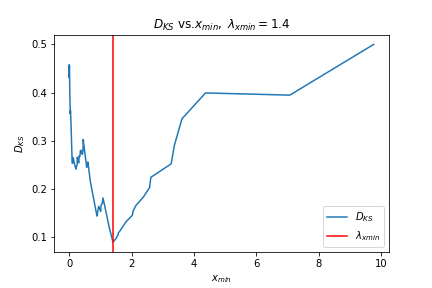 D_KS vs.x_min, λ_xmin = 1.4
0.5
0.4
0.3
0.2
0.1
D_KS
0
2
4
6
8
10
x_min
D_KS
λ_xmin